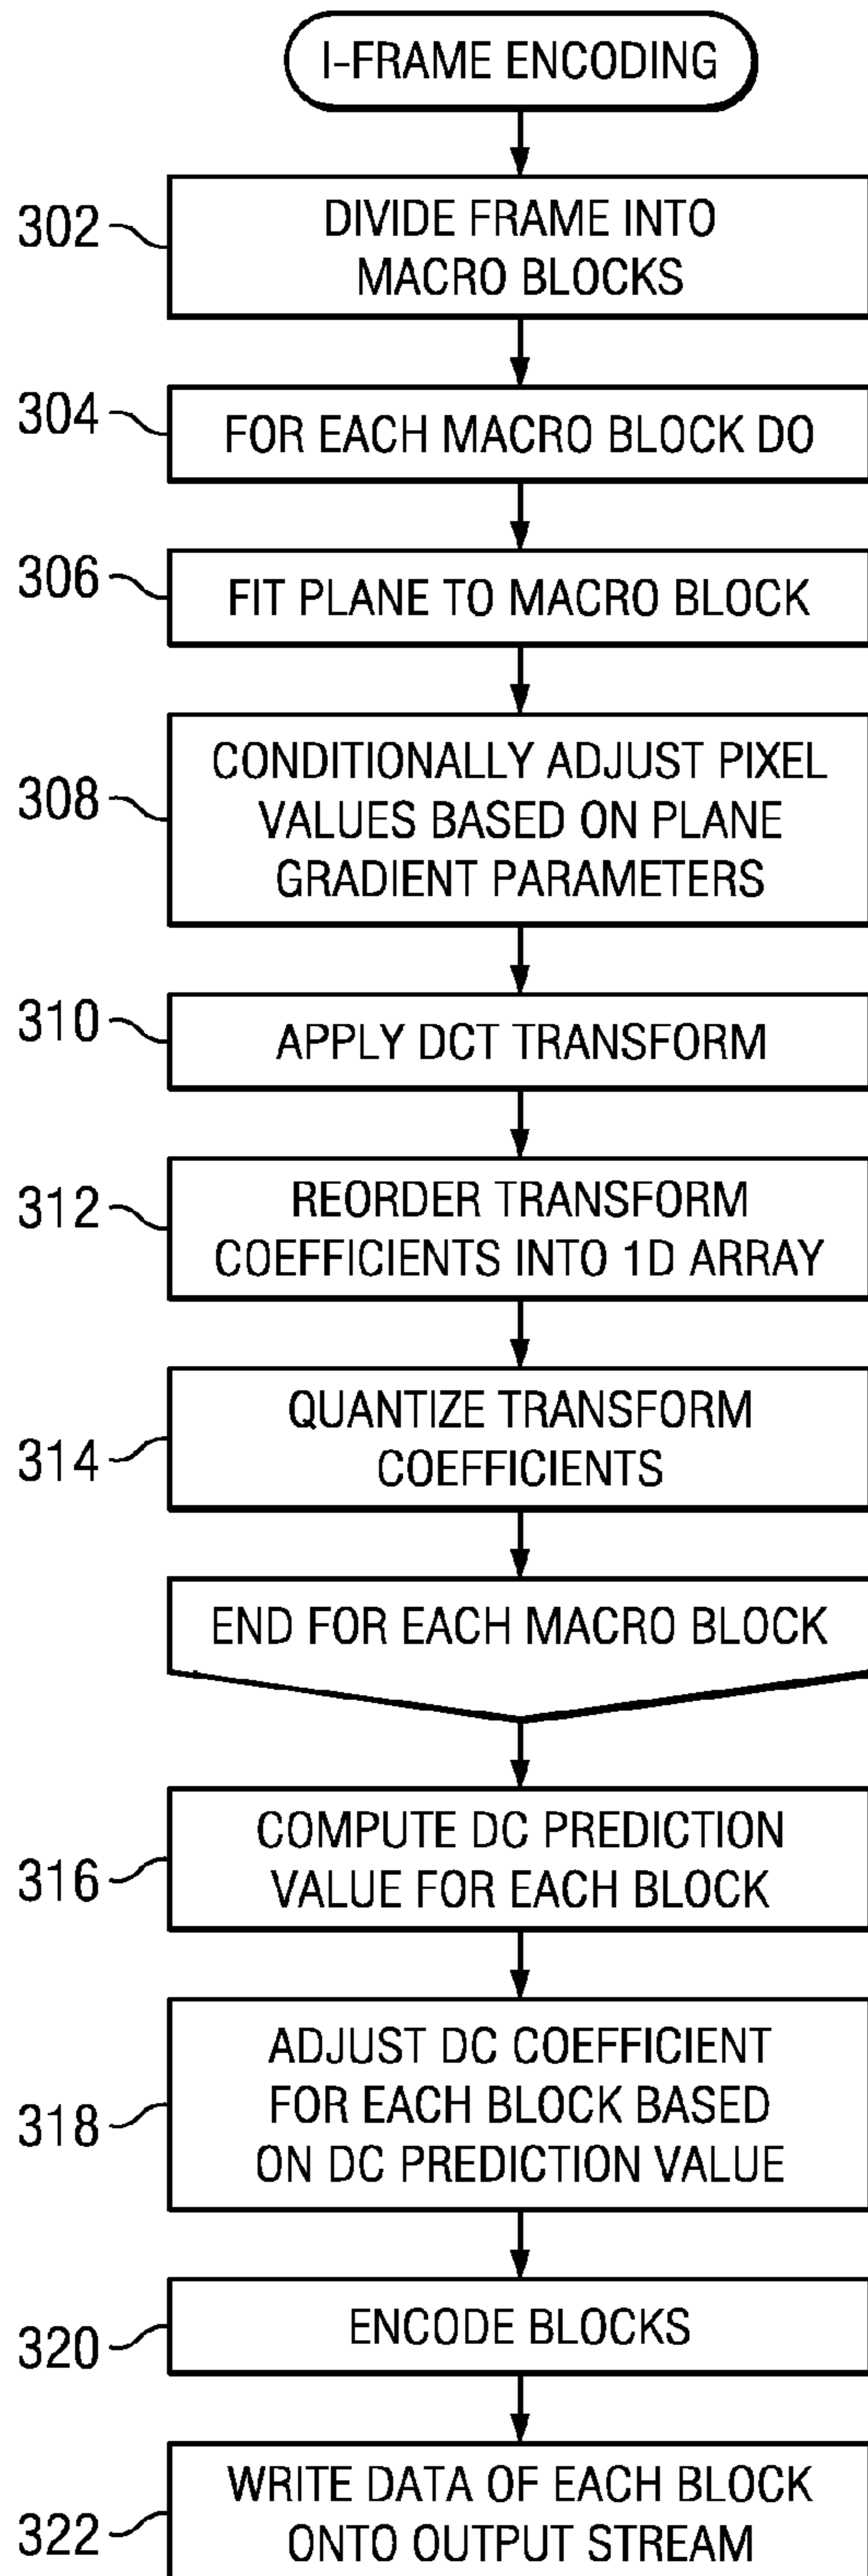 I-FRAME ENCODING
302
DIVIDE FRAME INTO
MACRO BLOCKS
304
FOR EACH MACRO BLOCK DO
306
FIT PLANE TO MACRO BLOCK
308
CONDITIONALLY ADJUST PIXEL
VALUES BASED ON PLANE
GRADIENT PARAMETERS
310
APPLY DCT TRANSFORM
312
REORDER TRANSFORM
COEFFICIENTS INTO 1D ARRAY
314
QUANTIZE TRANSFORM
COEFFICIENTS
END FOR EACH MACRO BLOCK
316
COMPUTE DC PREDICTION
VALUE FOR EACH BLOCK
318
ADJUST DC COEFFICIENT
FOR EACH BLOCK BASED
ON DC PREDICTION VALUE
320
ENCODE BLOCKS
322
WRITE DATA OF EACH BLOCK
ONTO OUTPUT STREAM